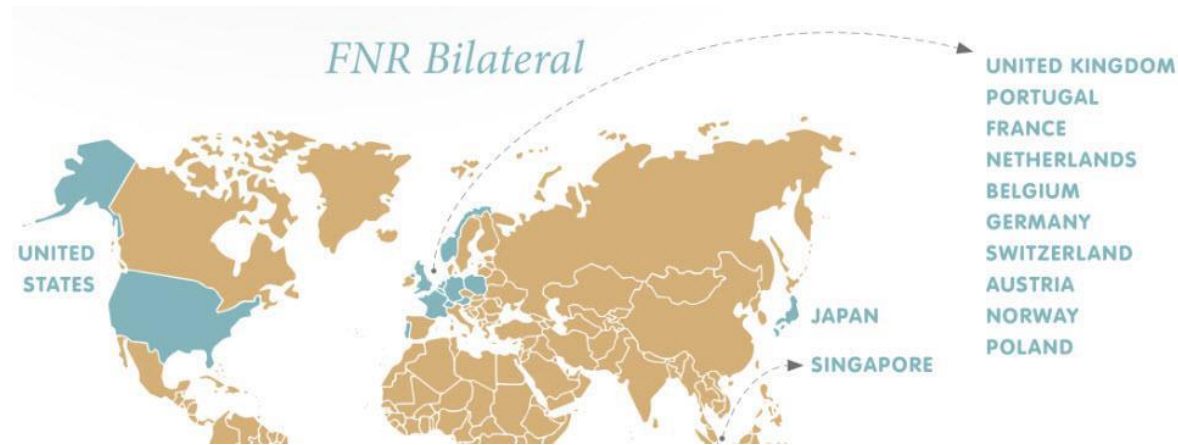 FNR Bilateral
UNITED KINGDOM
PORTUGAL
FRANCE
NETHERLANDS
BELGIUM
GERMANY
SWITZERLAND
AUSTRIA
NORWAY
POLAND
UNITED
STATES
JAPAN
SINGAPORE